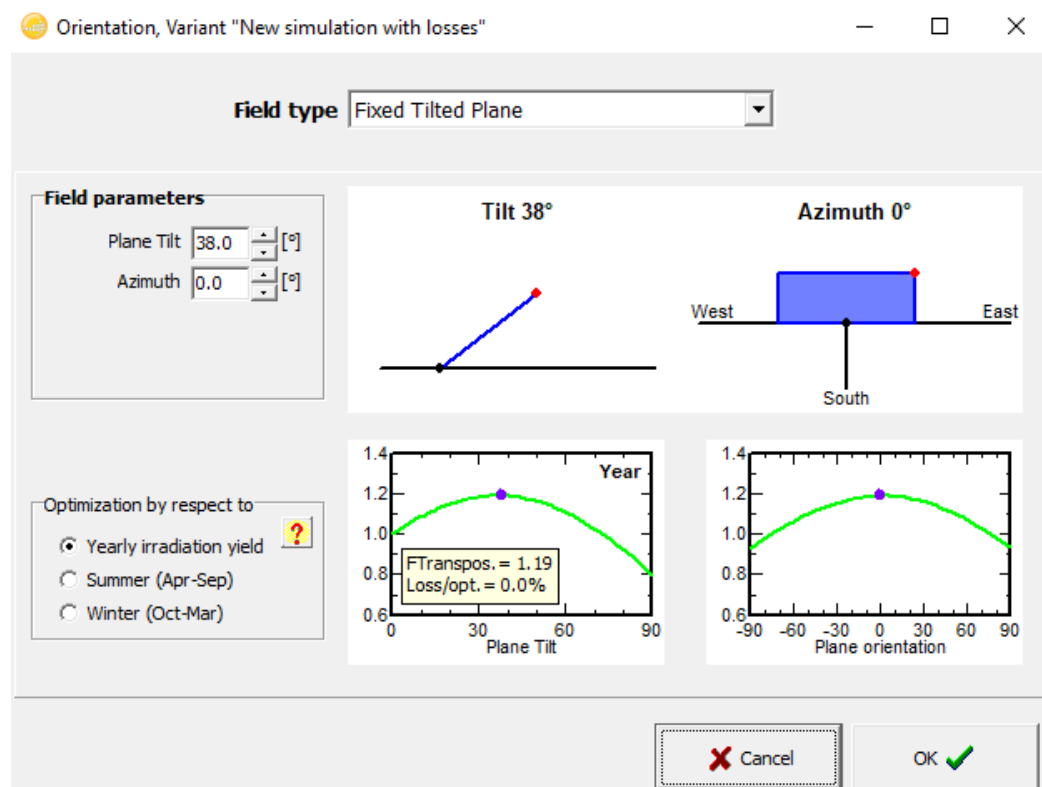 Orientation, Variant "New simulation with losses"
Field type Fixed Tilted Plane
Field parameters
Plane Tilt 38.0 [°]
Azimuth 0.0 [°]
Tilt 38°
Azimuth 0°
West
East
South
Optimization by respect to
?
Yearly irradiation yield
Summer (Apr-Sep)
Winter (Oct-Mar)
1.4
1.2
1.0
0.8
0.6
Year
FTranspos. = 1.19
Loss/opt. = 0.0%
0 30 60 90
Plane Tilt
1.4
1.2
1.0
0.8
0.6
-90 -60 -30 0 30 60 90
Plane orientation
Cancel
OK